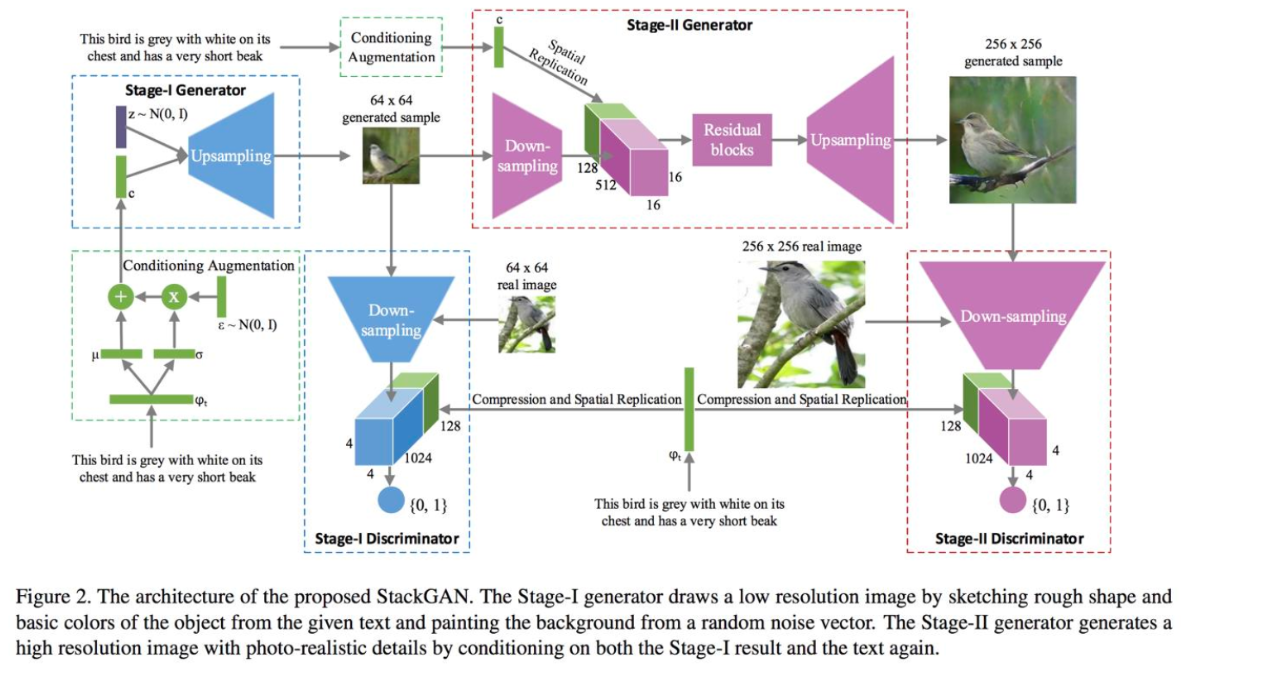 This bird is grey with white on its
chest and has a very short beak
Conditioning
Augmentation
c
Spatial
Replication
Stage-II Generator
256 x 256
generated sample
Stage-I Generator
z ~ N(0, I)
Upsampling
c
64 x 64
generated sample
Down-
sampling
128
512
16
16
Residual
blocks
Upsampling
Conditioning Augmentation
+
x
ε ~ N(0, I)
μ
σ
φt
This bird is grey with white on its
chest and has a very short beak
64 x 64
real image
Down-
sampling
4
4
1024
128
{0, 1}
Stage-I Discriminator
Compression and Spatial Replication
Compression and Spatial Replication
φt
This bird is grey with white on its
chest and has a very short beak
256 x 256 real image
Down-sampling
128
1024
4
4
{0, 1}
Stage-II Discriminator
Figure 2. The architecture of the proposed StackGAN. The Stage-I generator draws a low resolution image by sketching rough shape and
basic colors of the object from the given text and painting the background from a random noise vector. The Stage-II generator generates a
high resolution image with photo-realistic details by conditioning on both the Stage-I result and the text again.